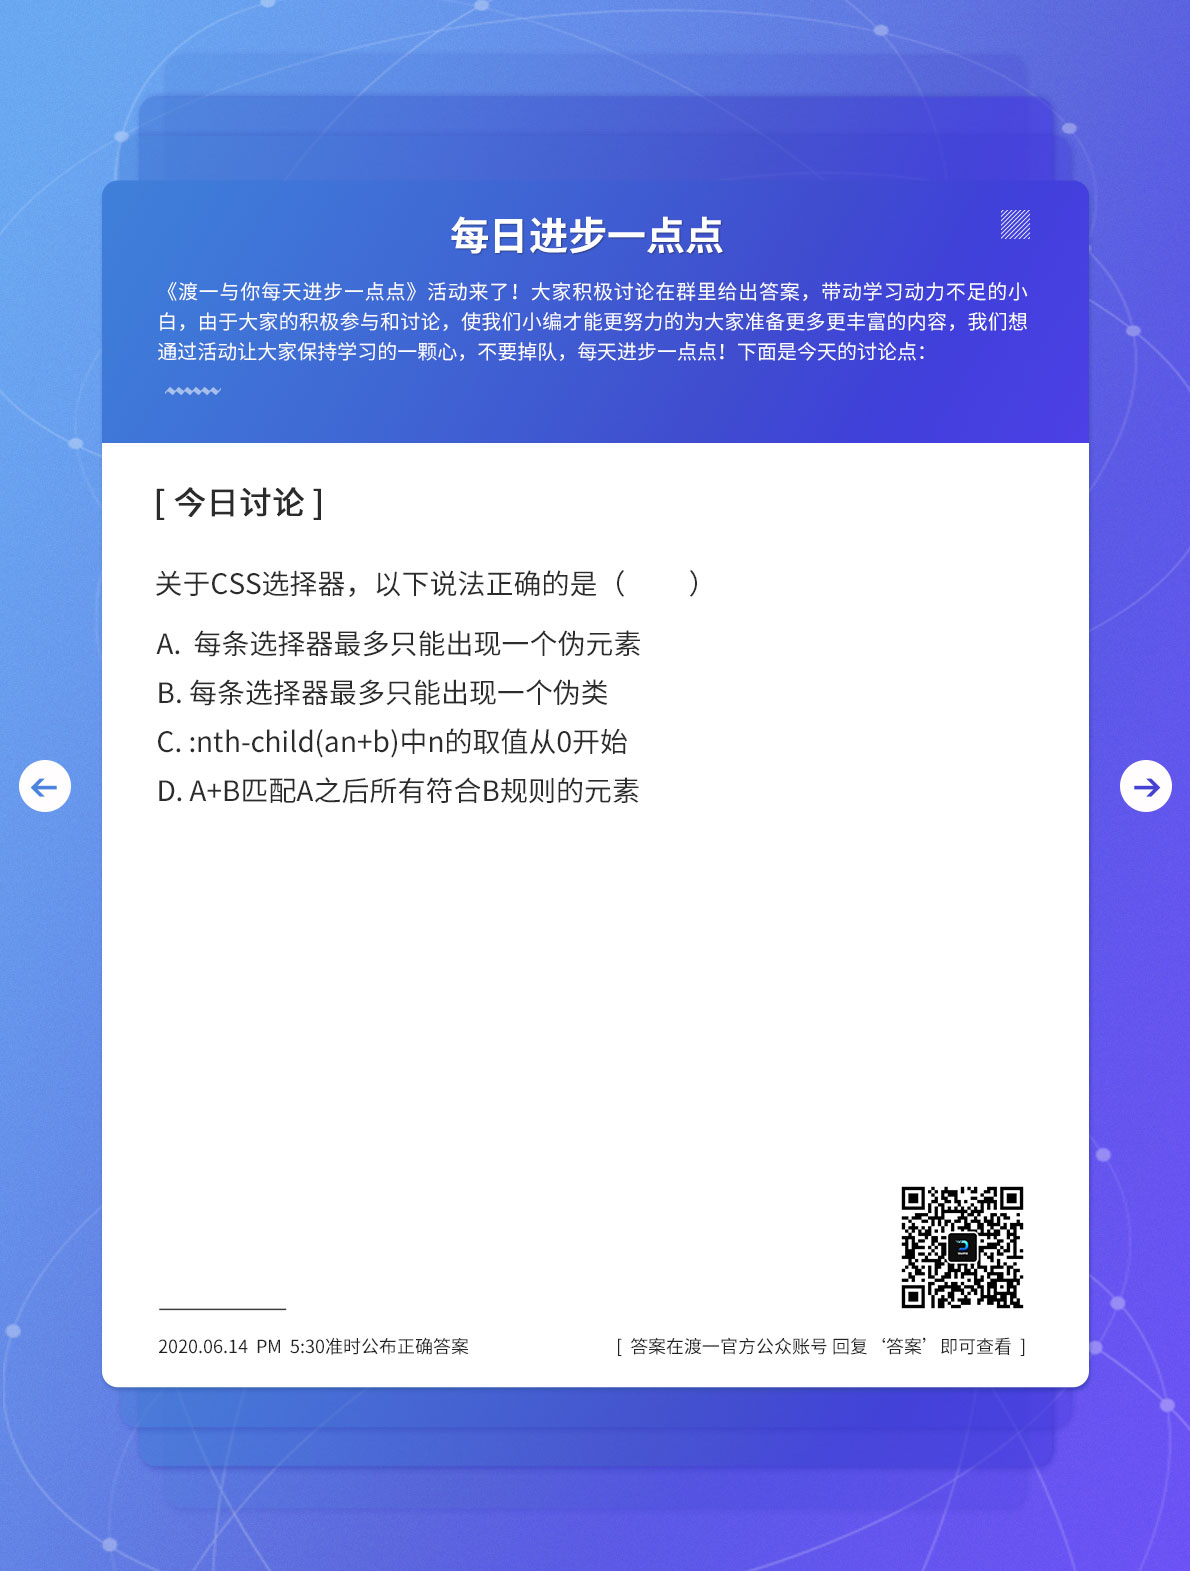 每日进步一点点
《渡一与你每天进步一点点》活动来了！大家积极讨论在群里给出答案，带动学习动力不足的小
白，由于大家的积极参与和讨论，使我们小编才能更努力的为大家准备更多更丰富的内容，我们想
通过活动让大家保持学习的一颗心，不要掉队，每天进步一点点！下面是今天的讨论点：
[ 今日讨论 ]
关于CSS选择器，以下说法正确的是（ ）
A. 每条选择器最多只能出现一个伪元素
B. 每条选择器最多只能出现一个伪类
C. :nth-child(an+b)中n的取值从0开始
D. A+B匹配A之后所有符合B规则的元素
2020.06.14 PM 5:30准时公布正确答案
[ 答案在渡一官方公众账号 回复 ‘答案’ 即可查看 ]